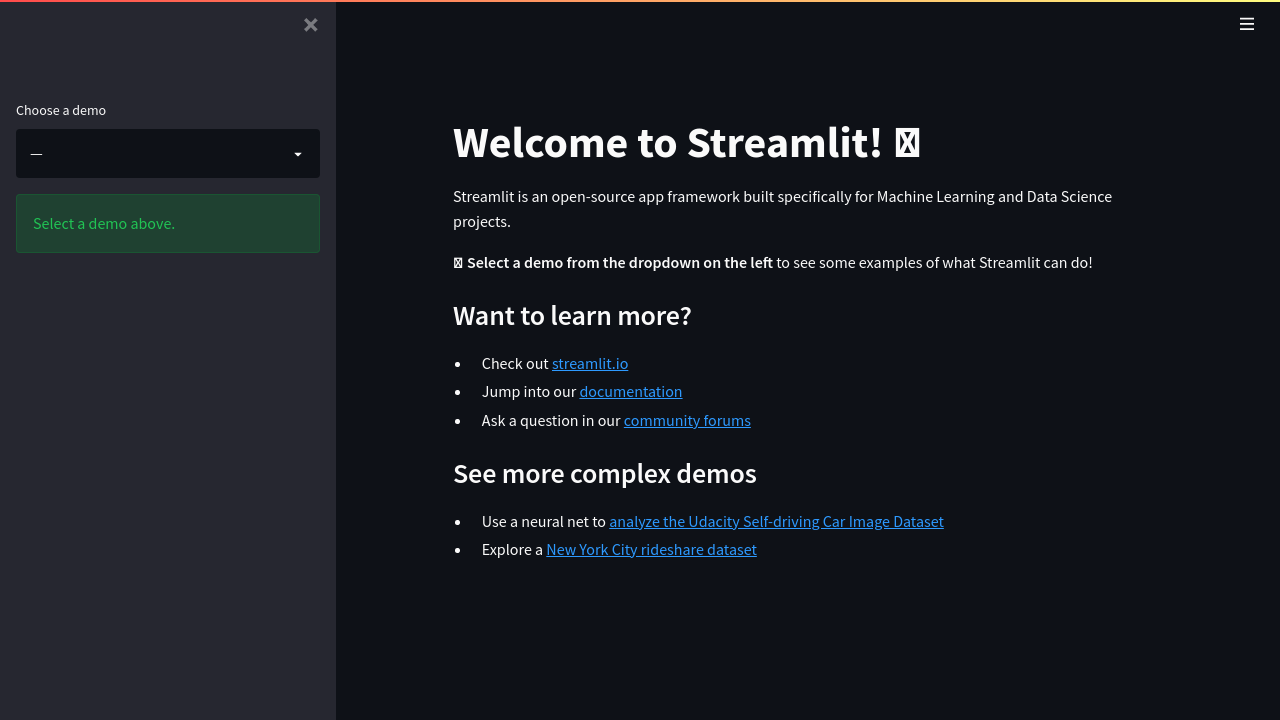 Choose a demo
—
Select a demo above.
Welcome to Streamlit!
Streamlit is an open-source app framework built specifically for Machine Learning and Data Science
projects.
Select a demo from the dropdown on the left to see some examples of what Streamlit can do!
Want to learn more?
• Check out streamlit.io
• Jump into our documentation
• Ask a question in our community forums
See more complex demos
• Use a neural net to analyze the Udacity Self-driving Car Image Dataset
• Explore a New York City rideshare dataset